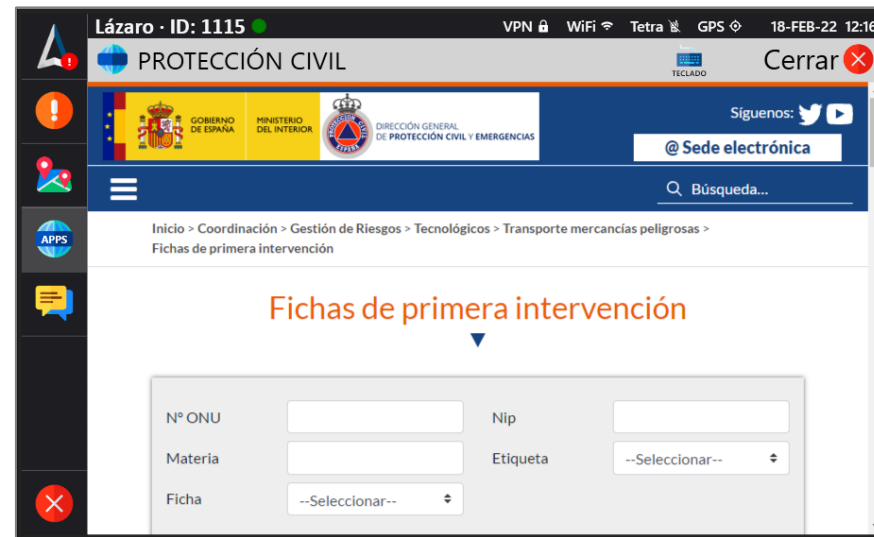 Lázaro · ID: 1115 VPN WiFi Tetra GPS 18-FEB-22 12:16
PROTECCIÓN CIVIL TECLADO Cerrar
GOBIERNO DE ESPAÑA
MINISTERIO DEL INTERIOR
DIRECCIÓN GENERAL
DE PROTECCIÓN CIVIL Y EMERGENCIAS
Síguenos:
@ Sede electrónica
Búsqueda...
APPS
Inicio > Coordinación > Gestión de Riesgos > Tecnológicos > Transporte mercancías peligrosas >
Fichas de primera intervención
Fichas de primera intervención
Nº ONU Nip
Materia Etiqueta --Seleccionar--
Ficha --Seleccionar--